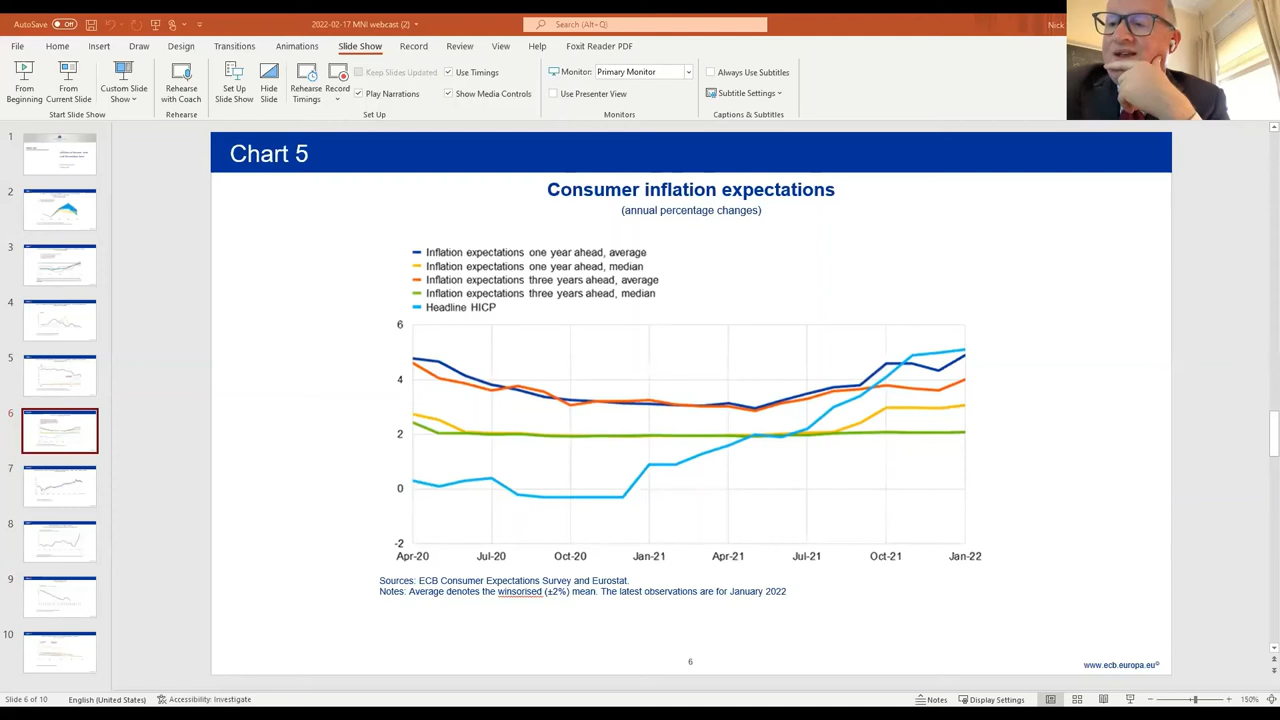 AutoSave Off 2022-02-17 MNI webcast (2) Search (Alt+Q) Nick
File Home Insert Draw Design Transitions Animations Slide Show Record Review View Help Foxit Reader PDF
From Beginning
From Current Slide
Custom Slide Show
Start Slide Show
Rehearse with Coach
Rehearse
Set Up Slide Show
Hide Slide
Rehearse Timings
Record
Keep Slides Updated
Play Narrations
Use Timings
Show Media Controls
Set Up
Monitor: Primary Monitor
Use Presenter View
Monitors
Always Use Subtitles
Subtitle Settings
Captions & Subtitles
1
2
3
4
5
6
7
8
9
10
Chart 5
Consumer inflation expectations
(annual percentage changes)
Inflation expectations one year ahead, average
Inflation expectations one year ahead, median
Inflation expectations three years ahead, average
Inflation expectations three years ahead, median
Headline HICP
6
4
2
0
-2
Apr-20 Jul-20 Oct-20 Jan-21 Apr-21 Jul-21 Oct-21 Jan-22
Sources: ECB Consumer Expectations Survey and Eurostat.
Notes: Average denotes the winsorised (±2%) mean. The latest observations are for January 2022
6
www.ecb.europa.eu©
Slide 6 of 10 English (United States) Accessibility: Investigate Notes Display Settings 150%